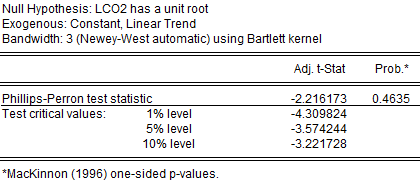 Null Hypothesis: LCO2 has a unit root
Exogenous: Constant, Linear Trend
Bandwidth: 3 (Newey-West automatic) using Bartlett kernel
Adj. t-Stat Prob.*
Phillips-Perron test statistic -2.216173 0.4635
Test critical values: 1% level -4.309824
5% level -3.574244
10% level -3.221728
*MacKinnon (1996) one-sided p-values.